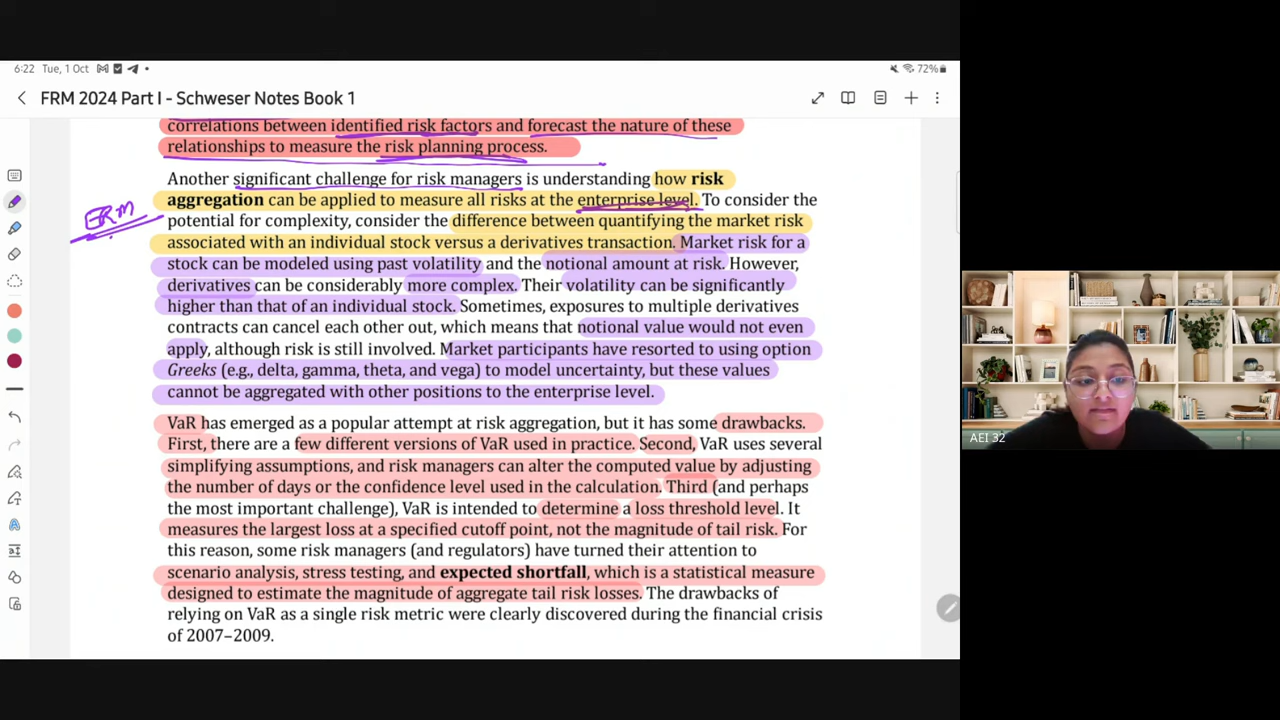 6:22 Tue, 1 Oct 72%
FRM 2024 Part I - Schweser Notes Book 1
correlations between identified risk factors and forecast the nature of these
relationships to measure the risk planning process.
Another significant challenge for risk managers is understanding how risk
aggregation can be applied to measure all risks at the enterprise level. To consider the
ERM
potential for complexity, consider the difference between quantifying the market risk
associated with an individual stock versus a derivatives transaction. Market risk for a
stock can be modeled using past volatility and the notional amount at risk. However,
derivatives can be considerably more complex. Their volatility can be significantly
higher than that of an individual stock. Sometimes, exposures to multiple derivatives
contracts can cancel each other out, which means that notional value would not even
apply, although risk is still involved. Market participants have resorted to using option
Greeks (e.g., delta, gamma, theta, and vega) to model uncertainty, but these values
cannot be aggregated with other positions to the enterprise level.
VaR has emerged as a popular attempt at risk aggregation, but it has some drawbacks.
First, there are a few different versions of VaR used in practice. Second, VaR uses several
simplifying assumptions, and risk managers can alter the computed value by adjusting
the number of days or the confidence level used in the calculation. Third (and perhaps
the most important challenge), VaR is intended to determine a loss threshold level. It
measures the largest loss at a specified cutoff point, not the magnitude of tail risk. For
this reason, some risk managers (and regulators) have turned their attention to
scenario analysis, stress testing, and expected shortfall, which is a statistical measure
designed to estimate the magnitude of aggregate tail risk losses. The drawbacks of
relying on VaR as a single risk metric were clearly discovered during the financial crisis
of 2007–2009.
AEI 32